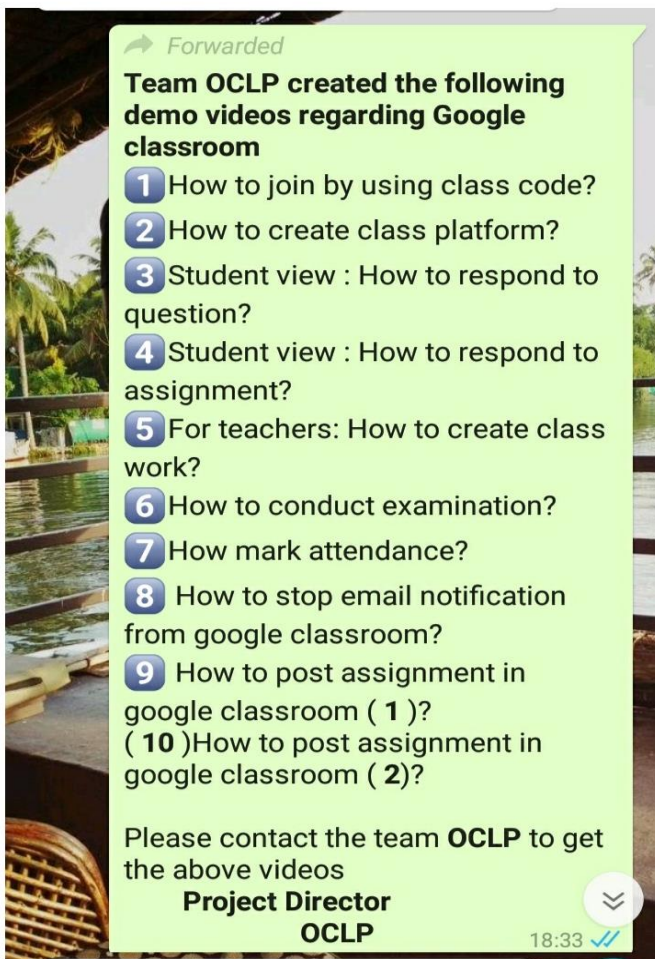 Forwarded
Team OCLP created the following
demo videos regarding Google
classroom
1 How to join by using class code?
2 How to create class platform?
3 Student view : How to respond to
question?
4 Student view : How to respond to
assignment?
5 For teachers: How to create class
work?
6 How to conduct examination?
7 How mark attendance?
8 How to stop email notification
from google classroom?
9 How to post assignment in
google classroom ( 1 )?
( 10 )How to post assignment in
google classroom ( 2)?
Please contact the team OCLP to get
the above videos
Project Director
OCLP
18:33